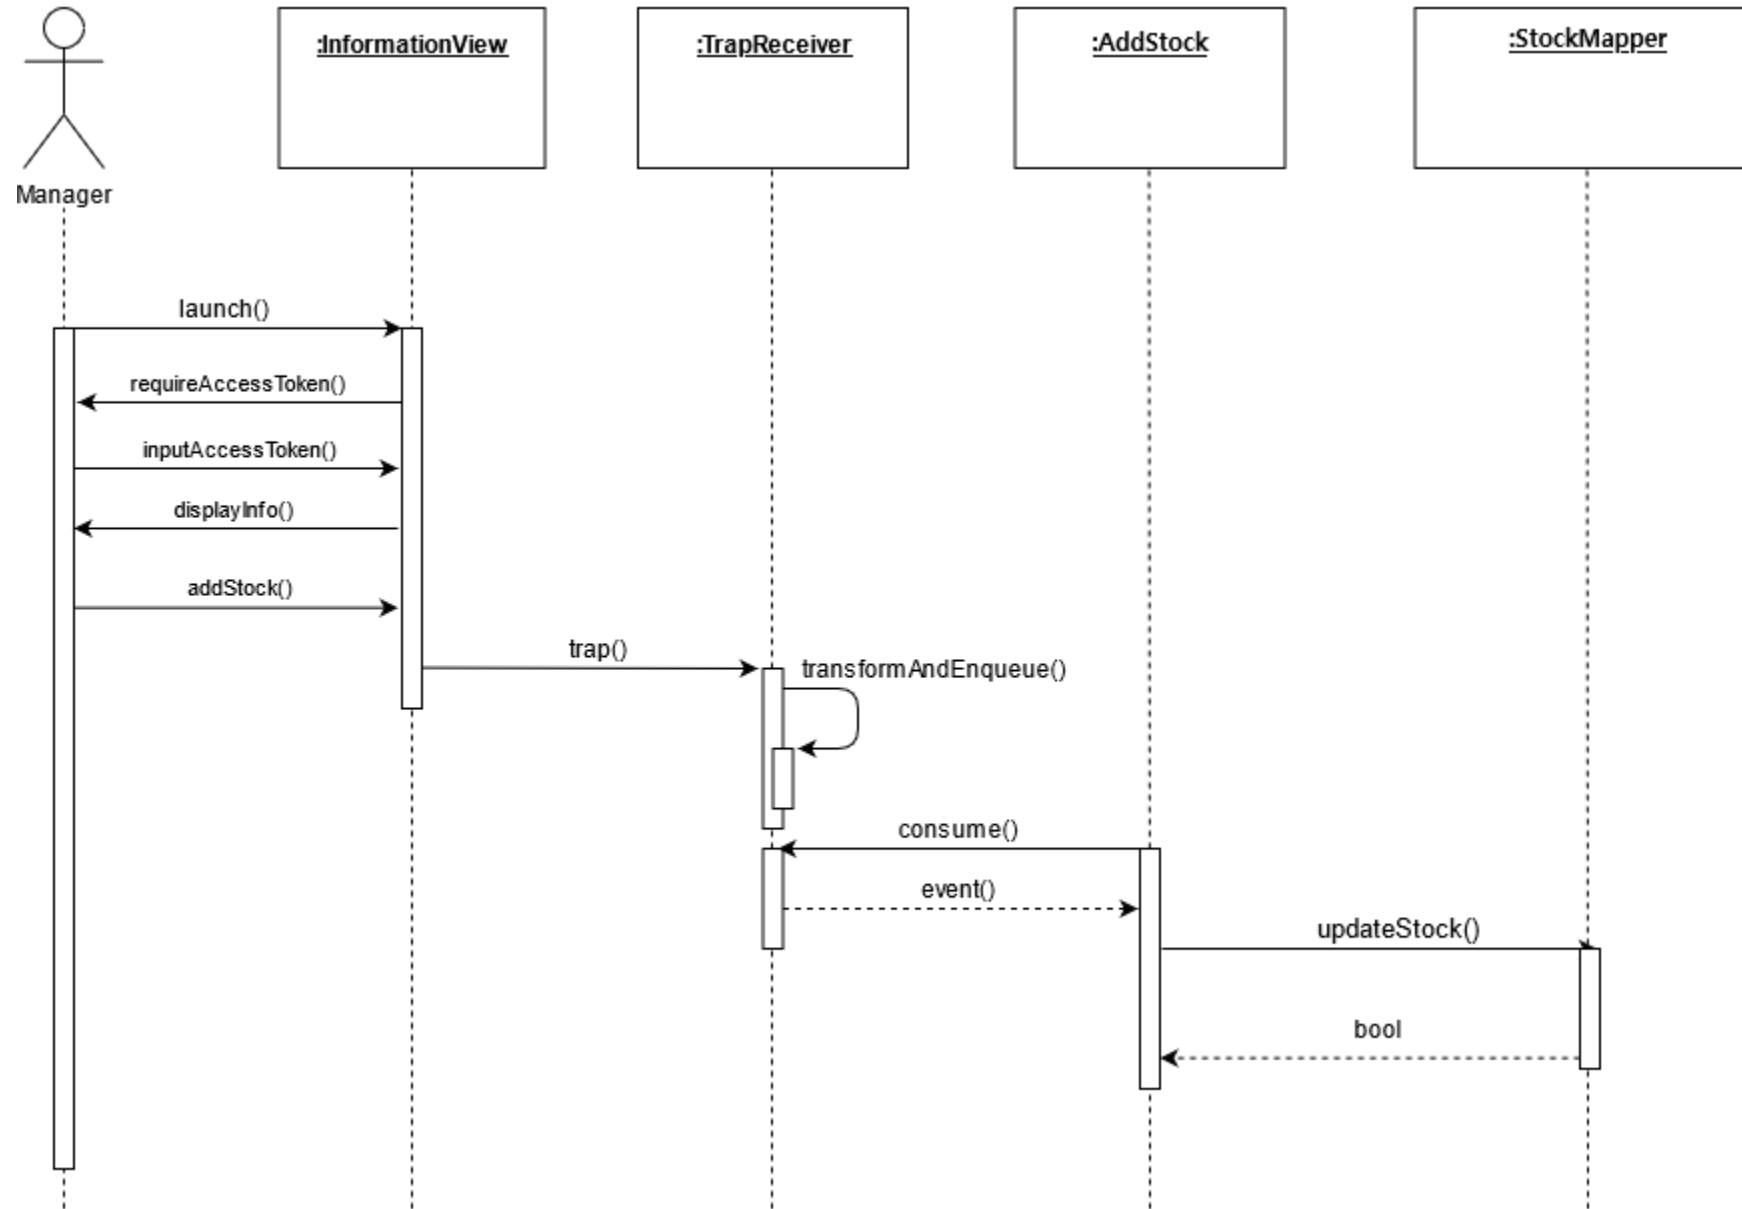 :InformationView
:TrapReceiver
:AddStock
:StockMapper
Manager
launch()
requireAccessToken()
inputAccessToken()
displayInfo()
addStock()
trap()
transformAndEnqueue()
consume()
event()
updateStock()
bool